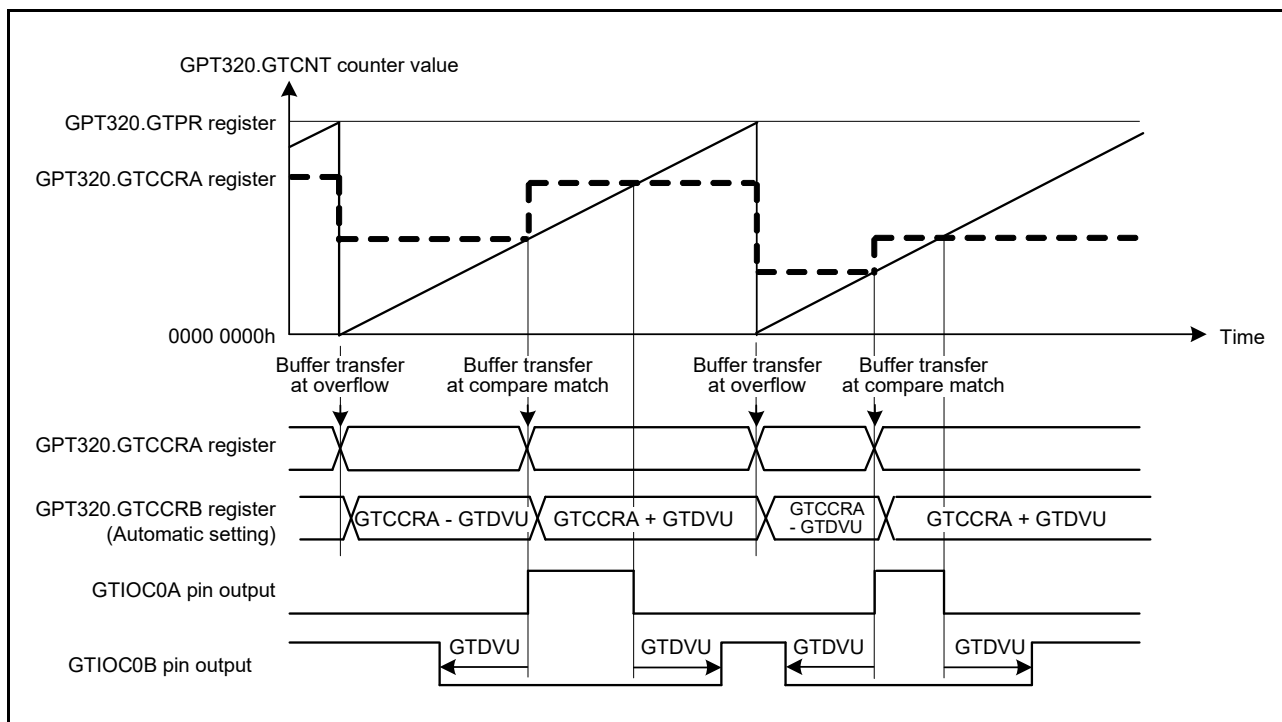 GPT320.GTCNT counter value
GPT320.GTPR register
GPT320.GTCCRA register
0000 0000h
Time
Buffer transfer
at overflow
Buffer transfer
at compare match
Buffer transfer
at overflow
Buffer transfer
at compare match
GPT320.GTCCRA register
GPT320.GTCCRB register
(Automatic setting)
GTCCRA - GTDVU
GTCCRA + GTDVU
GTCCRA
- GTDVU
GTCCRA + GTDVU
GTIOC0A pin output
GTIOC0B pin output
GTDVU
GTDVU
GTDVU
GTDVU